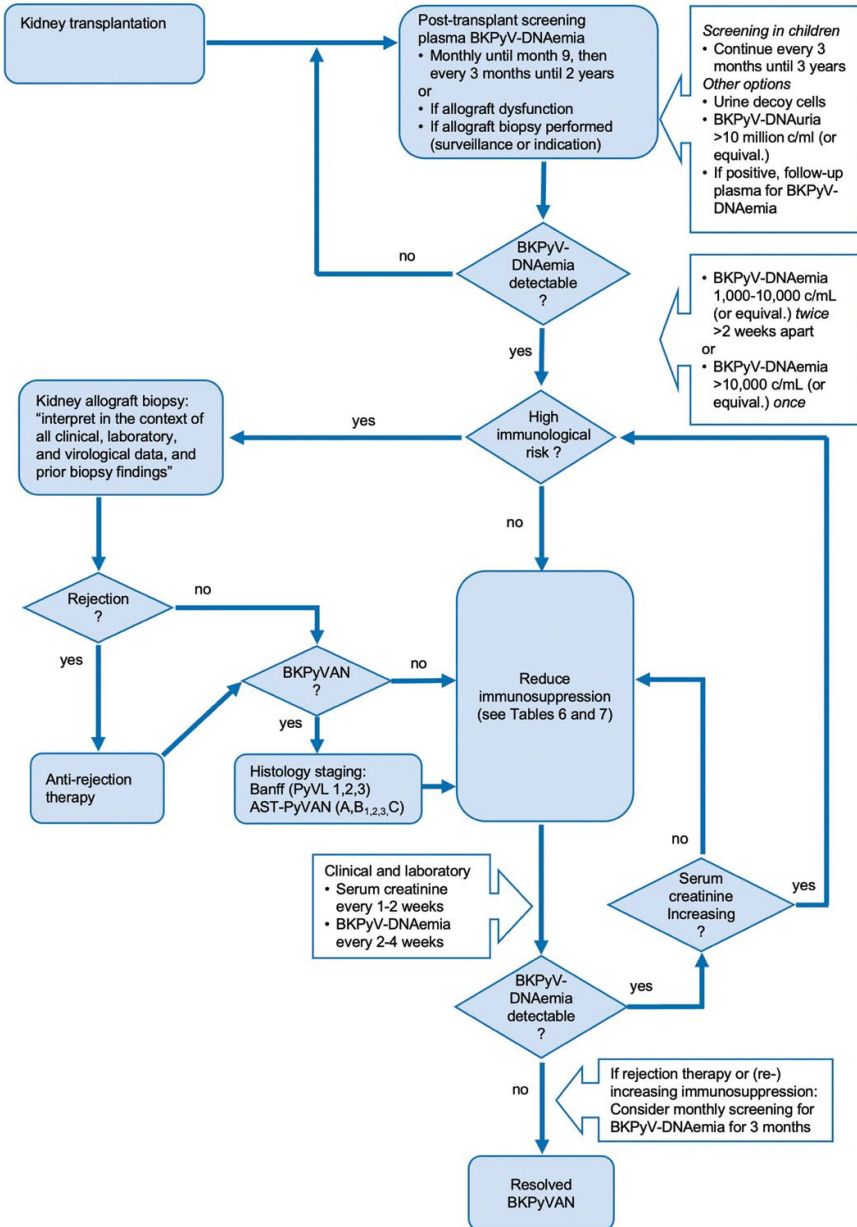 Kidney transplantation
Post-transplant screening
plasma BKPyV-DNAemia
• Monthly until month 9, then
every 3 months until 2 years
or
• If allograft dysfunction
• If allograft biopsy performed
(surveillance or indication)
Screening in children
• Continue every 3
months until 3 years
Other options
• Urine decoy cells
• BKPyV-DNAuria
>10 million c/ml (or
equival.)
• If positive, follow-up
plasma for BKPyV-
DNAemia
no
BKPyV-
DNAemia
detectable
?
yes
• BKPyV-DNAemia
1,000-10,000 c/mL
(or equival.) twice
>2 weeks apart
or
• BKPyV-DNAemia
>10,000 c/mL (or
equival.) once
Kidney allograft biopsy:
“interpret in the context of
all clinical, laboratory,
and virological data, and
prior biopsy findings”
yes
High
immunological
risk ?
no
Rejection
?
no
yes
BKPyVAN
?
no
yes
Reduce
immunosuppression
(see Tables 6 and 7)
Anti-rejection
therapy
Histology staging:
Banff (PyVL 1,2,3)
AST-PyVAN (A,B1,2,3,C)
no
Serum
creatinine
Increasing
?
yes
Clinical and laboratory
• Serum creatinine
every 1-2 weeks
• BKPyV-DNAemia
every 2-4 weeks
BKPyV-
DNAemia
detectable
?
yes
no
If rejection therapy or (re-)
increasing immunosuppression:
Consider monthly screening for
BKPyV-DNAemia for 3 months
Resolved
BKPyVAN